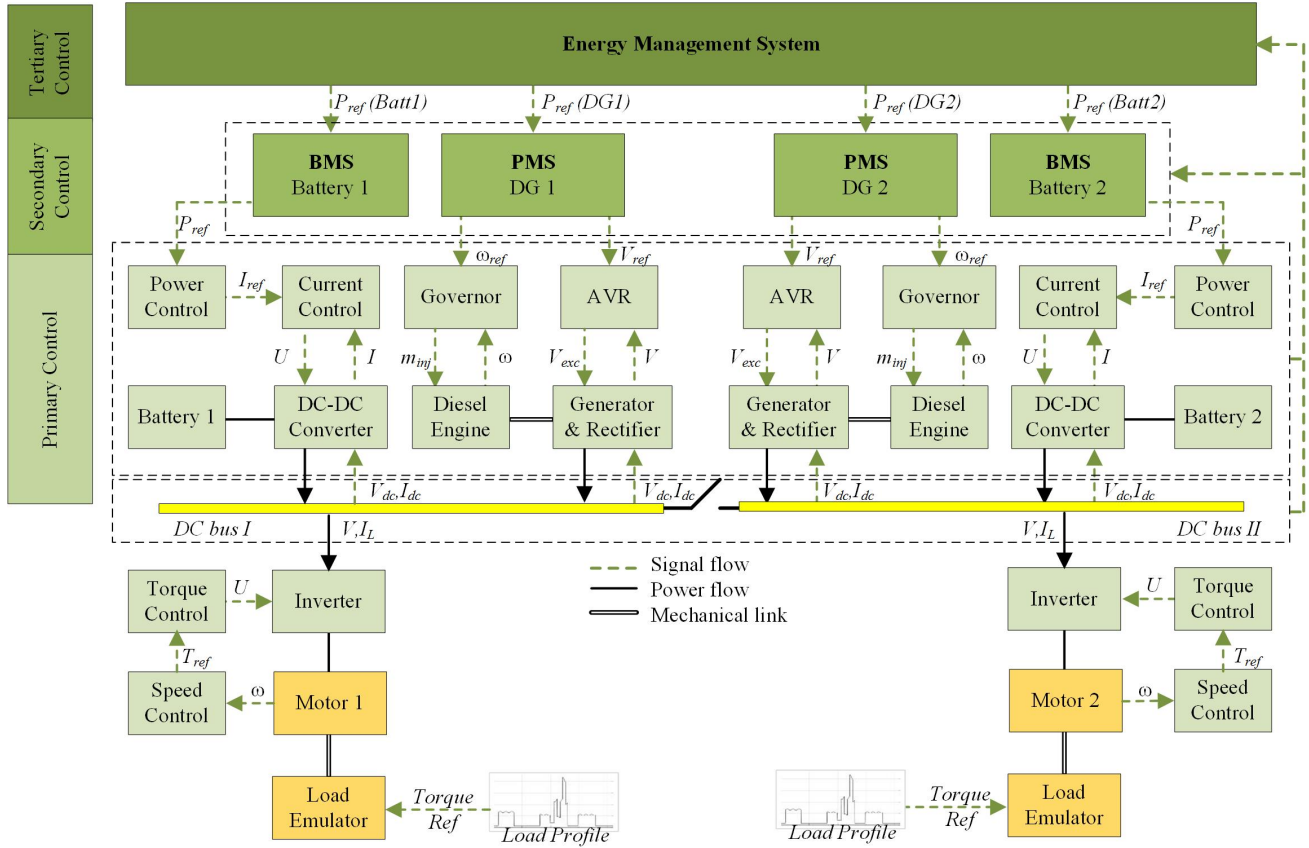 Tertiary
Control
Energy Management System
P_ref (Batt1)
P_ref (DG1)
P_ref (DG2)
P_ref (Batt2)
Secondary
Control
BMS
Battery 1
PMS
DG 1
PMS
DG 2
BMS
Battery 2
P_ref
ω_ref
V_ref
V_ref
ω_ref
P_ref
Primary Control
Power
Control
I_ref
Current
Control
Governor
AVR
AVR
Governor
Current
Control
I_ref
Power
Control
U
I
m_inj
ω
V_exc
V
V_exc
V
m_inj
ω
U
I
Battery 1
DC-DC
Converter
Diesel
Engine
Generator
& Rectifier
Generator
& Rectifier
Diesel
Engine
DC-DC
Converter
Battery 2
V_dc,I_dc
V_dc,I_dc
V_dc,I_dc
V_dc,I_dc
DC bus I
V,I_L
V,I_L
DC bus II
Signal flow
Power flow
Mechanical link
Torque
Control
U
Inverter
Inverter
U
Torque
Control
T_ref
T_ref
Speed
Control
ω
Motor 1
Motor 2
ω
Speed
Control
Load
Emulator
Torque
Ref
Load Profile
Load Profile
Torque
Ref
Load
Emulator